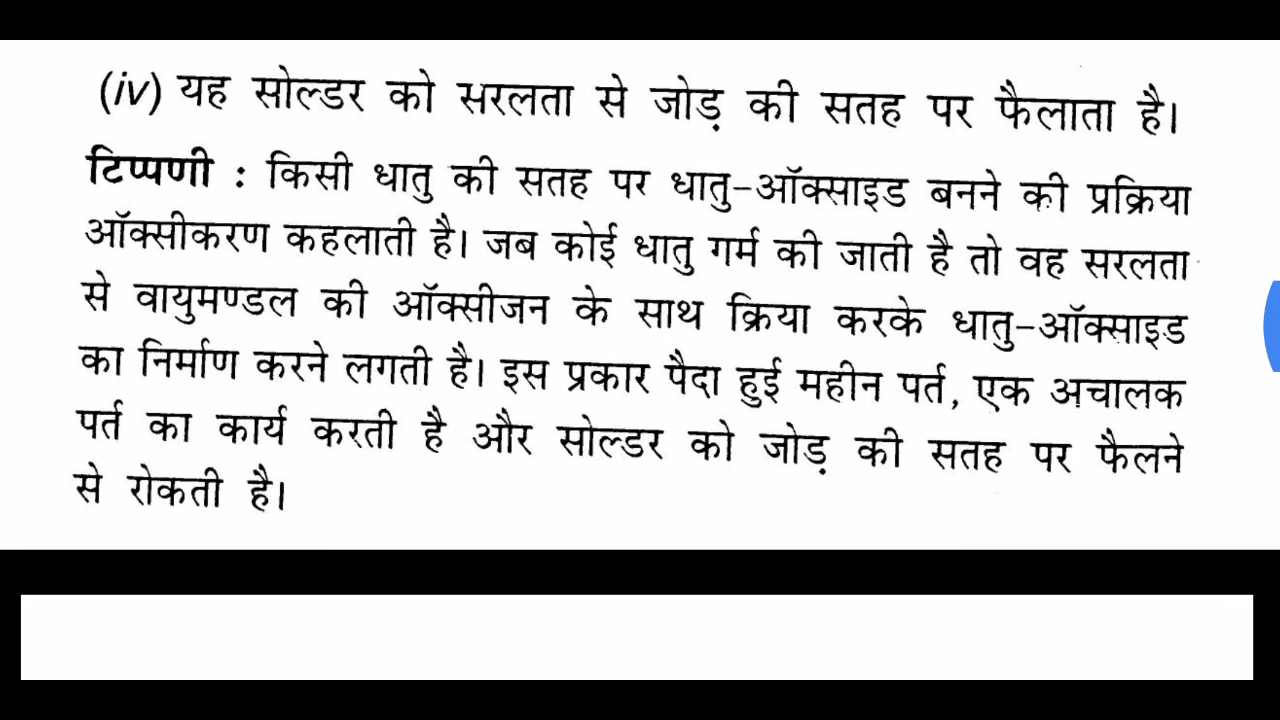 (iv) यह सोल्डर को सरलता से जोड़ की सतह पर फैलाता है।
टिप्पणी : किसी धातु की सतह पर धातु-ऑक्साइड बनने की प्रक्रिया
ऑक्सीकरण कहलाती है। जब कोई धातु गर्म की जाती है तो वह सरलता
से वायुमण्डल की ऑक्सीजन के साथ क्रिया करके धातु-ऑक्साइड
का निर्माण करने लगती है। इस प्रकार पैदा हुई महीन पर्त, एक अचालक
पर्त का कार्य करती है और सोल्डर को जोड़ की सतह पर फैलने
से रोकती है।